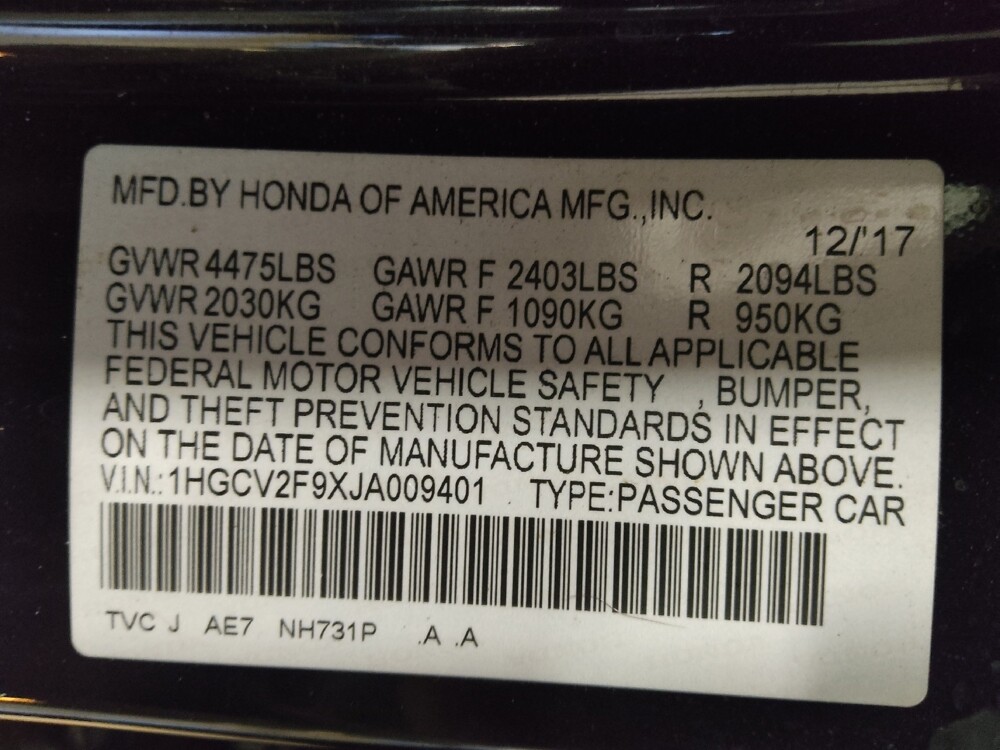 MFD.BY HONDA OF AMERICA MFG.,INC.
12/'17
GVWR 4475LBS GAWR F 2403LBS R 2094LBS
GVWR 2030KG GAWR F 1090KG R 950KG
THIS VEHICLE CONFORMS TO ALL APPLICABLE
FEDERAL MOTOR VEHICLE SAFETY , BUMPER,
AND THEFT PREVENTION STANDARDS IN EFFECT
ON THE DATE OF MANUFACTURE SHOWN ABOVE.
V.I.N.: 1HGCV2F9XJA009401 TYPE:PASSENGER CAR
TVC J AE7 NH731P .A .A